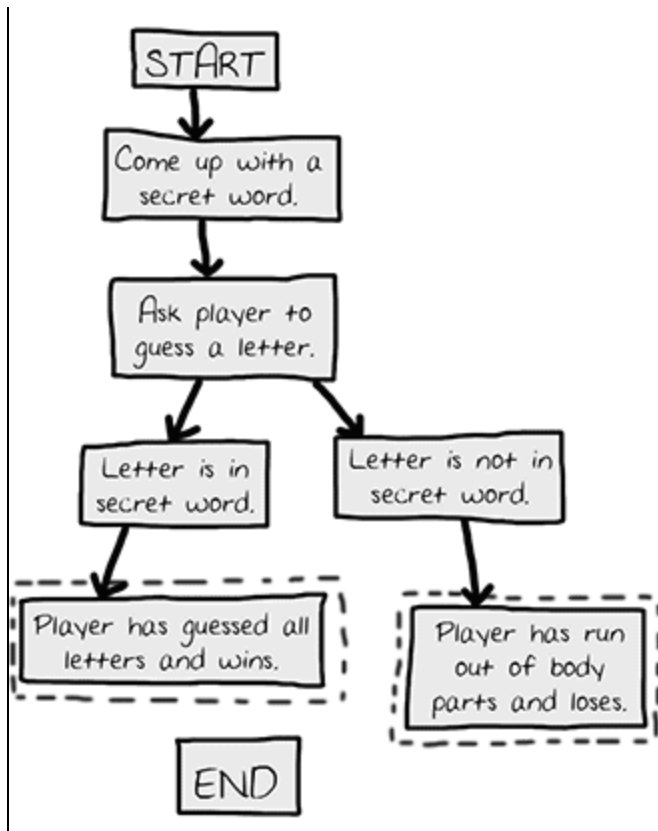 START
Come up with a
secret word.
Ask player to
guess a letter.
Letter is in
secret word.
Letter is not in
secret word.
Player has guessed all
letters and wins.
Player has run
out of body
parts and loses.
END